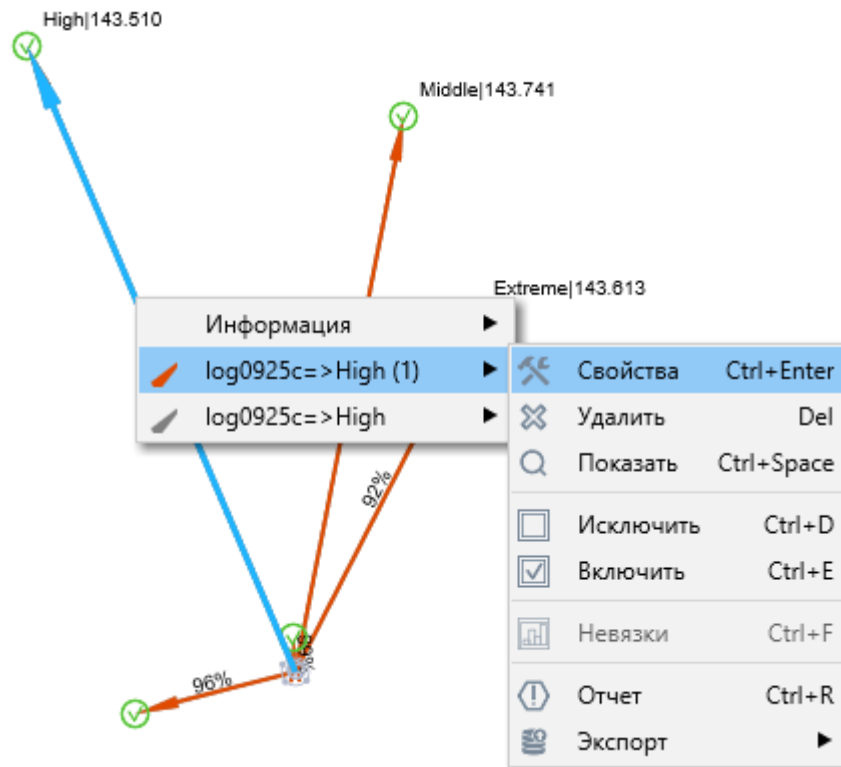 High|143.510
Middle|143.741
Extreme|143.613
Информация
log0925c=>High (1)
log0925c=>High
Свойства Ctrl+Enter
Удалить Del
Показать Ctrl+Space
Исключить Ctrl+D
Включить Ctrl+E
Невязки Ctrl+F
Отчет Ctrl+R
Экспорт
92%
96%